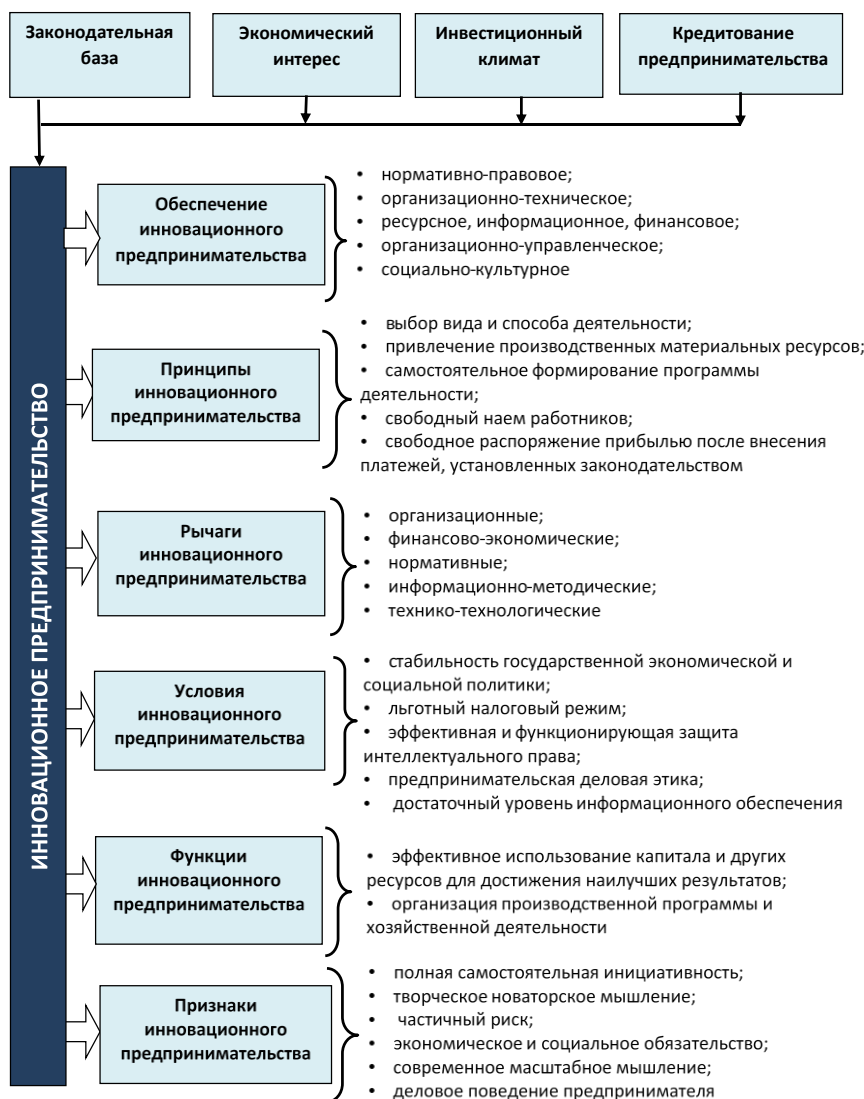 Законодательная
база
Экономический
интерес
Инвестиционный
климат
Кредитование
предпринимательства
ИННОВАЦИОННОЕ ПРЕДПРИНИМАТЕЛЬСТВО
Обеспечение
инновационного
предпринимательства
• нормативно-правовое;
• организационно-техническое;
• ресурсное, информационное, финансовое;
• организационно-управленческое;
• социально-культурное
Принципы
инновационного
предпринимательства
• выбор вида и способа деятельности;
• привлечение производственных материальных ресурсов;
• самостоятельное формирование программы
деятельности;
• свободный наем работников;
• свободное распоряжение прибылью после внесения
платежей, установленных законодательством
Рычаги
инновационного
предпринимательства
• организационные;
• финансово-экономические;
• нормативные;
• информационно-методические;
• технико-технологические
Условия
инновационного
предпринимательства
• стабильность государственной экономической и
социальной политики;
• льготный налоговый режим;
• эффективная и функционирующая защита
интеллектуального права;
• предпринимательская деловая этика;
• достаточный уровень информационного обеспечения
Функции
инновационного
предпринимательства
• эффективное использование капитала и других
ресурсов для достижения наилучших результатов;
• организация производственной программы и
хозяйственной деятельности
Признаки
инновационного
предпринимательства
• полная самостоятельная инициативность;
• творческое новаторское мышление;
• частичный риск;
• экономическое и социальное обязательство;
• современное масштабное мышление;
• деловое поведение предпринимателя